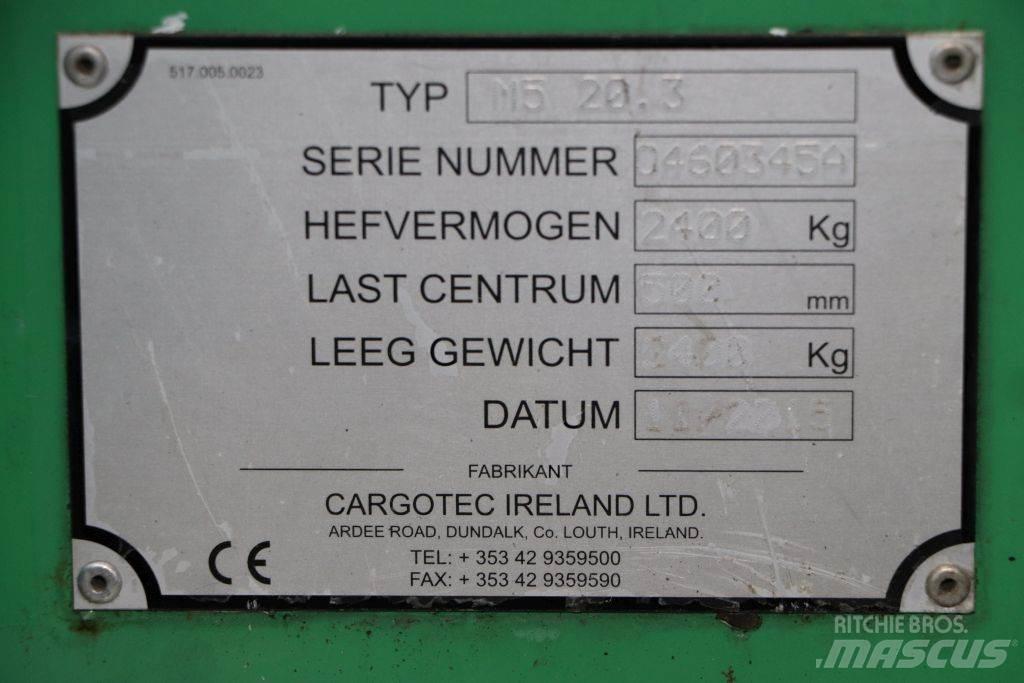 517.005.0023
TYP M5 20.3
SERIE NUMMER 0460345A
HEFVERMOGEN 2400 Kg
LAST CENTRUM 500 mm
LEEG GEWICHT Kg
DATUM
FABRIKANT
CARGOTEC IRELAND LTD.
ARDEE ROAD, DUNDALK, Co. LOUTH, IRELAND.
TEL: + 353 42 9359500
FAX: + 353 42 9359590
CE
RITCHIE BROS.
MASCUS